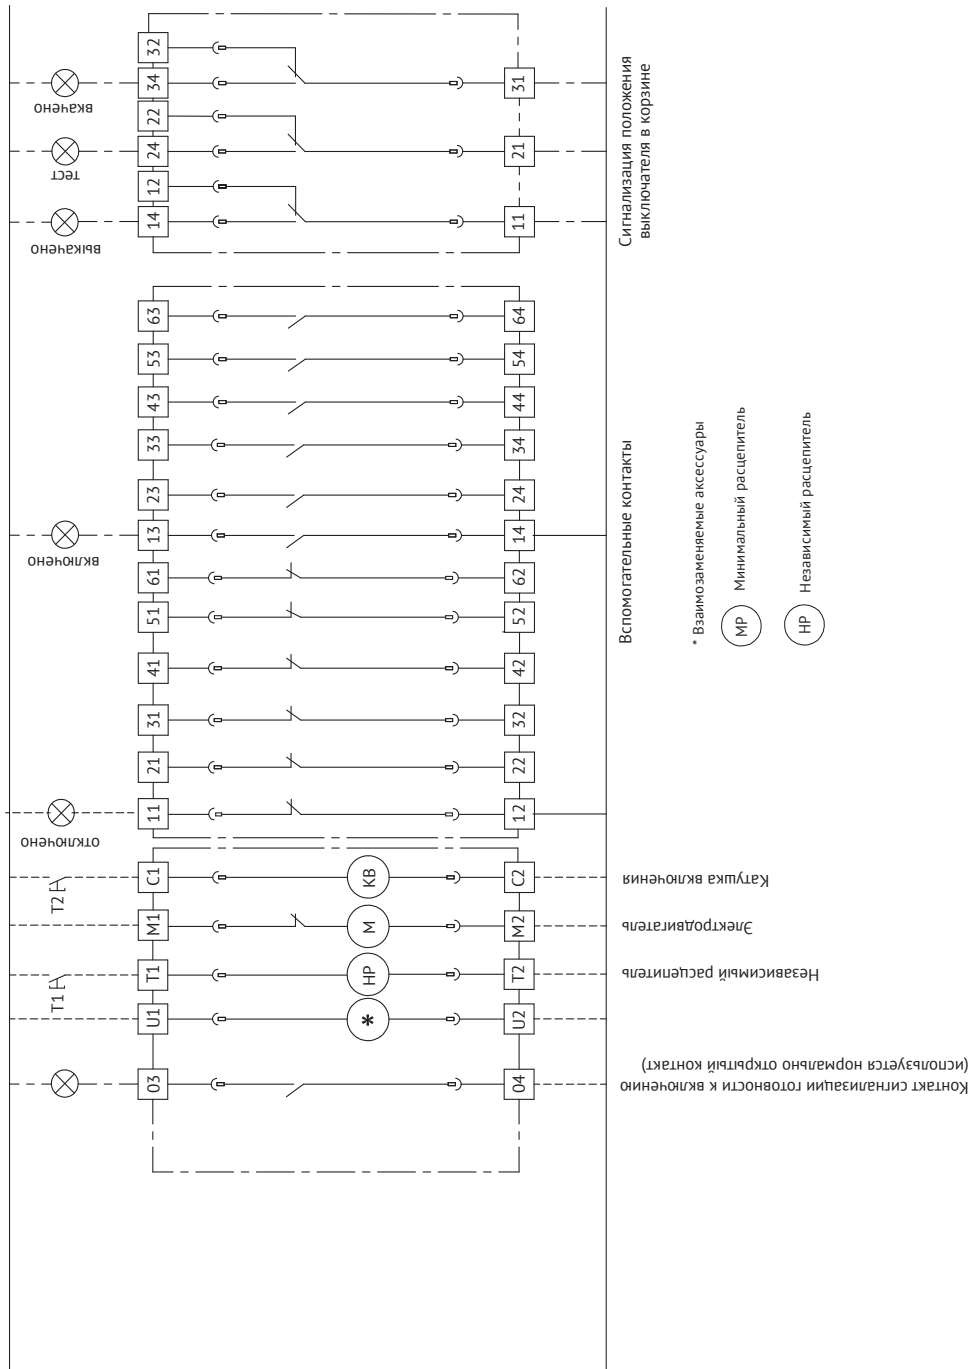 вкачено
32
34
31
22
тест
24
21
12
выкачено
14
11
Сигнализация положения
выключателя в корзине
63
64
53
54
43
44
33
34
23
24
включено
13
14
61
62
51
52
41
42
31
32
21
22
отключено
11
12
Вспомогательные контакты
* Взаимозаменяемые аксессуары
МР Минимальный расцепитель
НР Независимый расцепитель
T2
C1
КВ
C2
Катушка включения
M1
М
M2
Электродвигатель
T1
T1
НР
T2
Независимый расцепитель
U1
*
U2
03
04
Контакт сигнализации готовности к включению
(используется нормально открытый контакт)